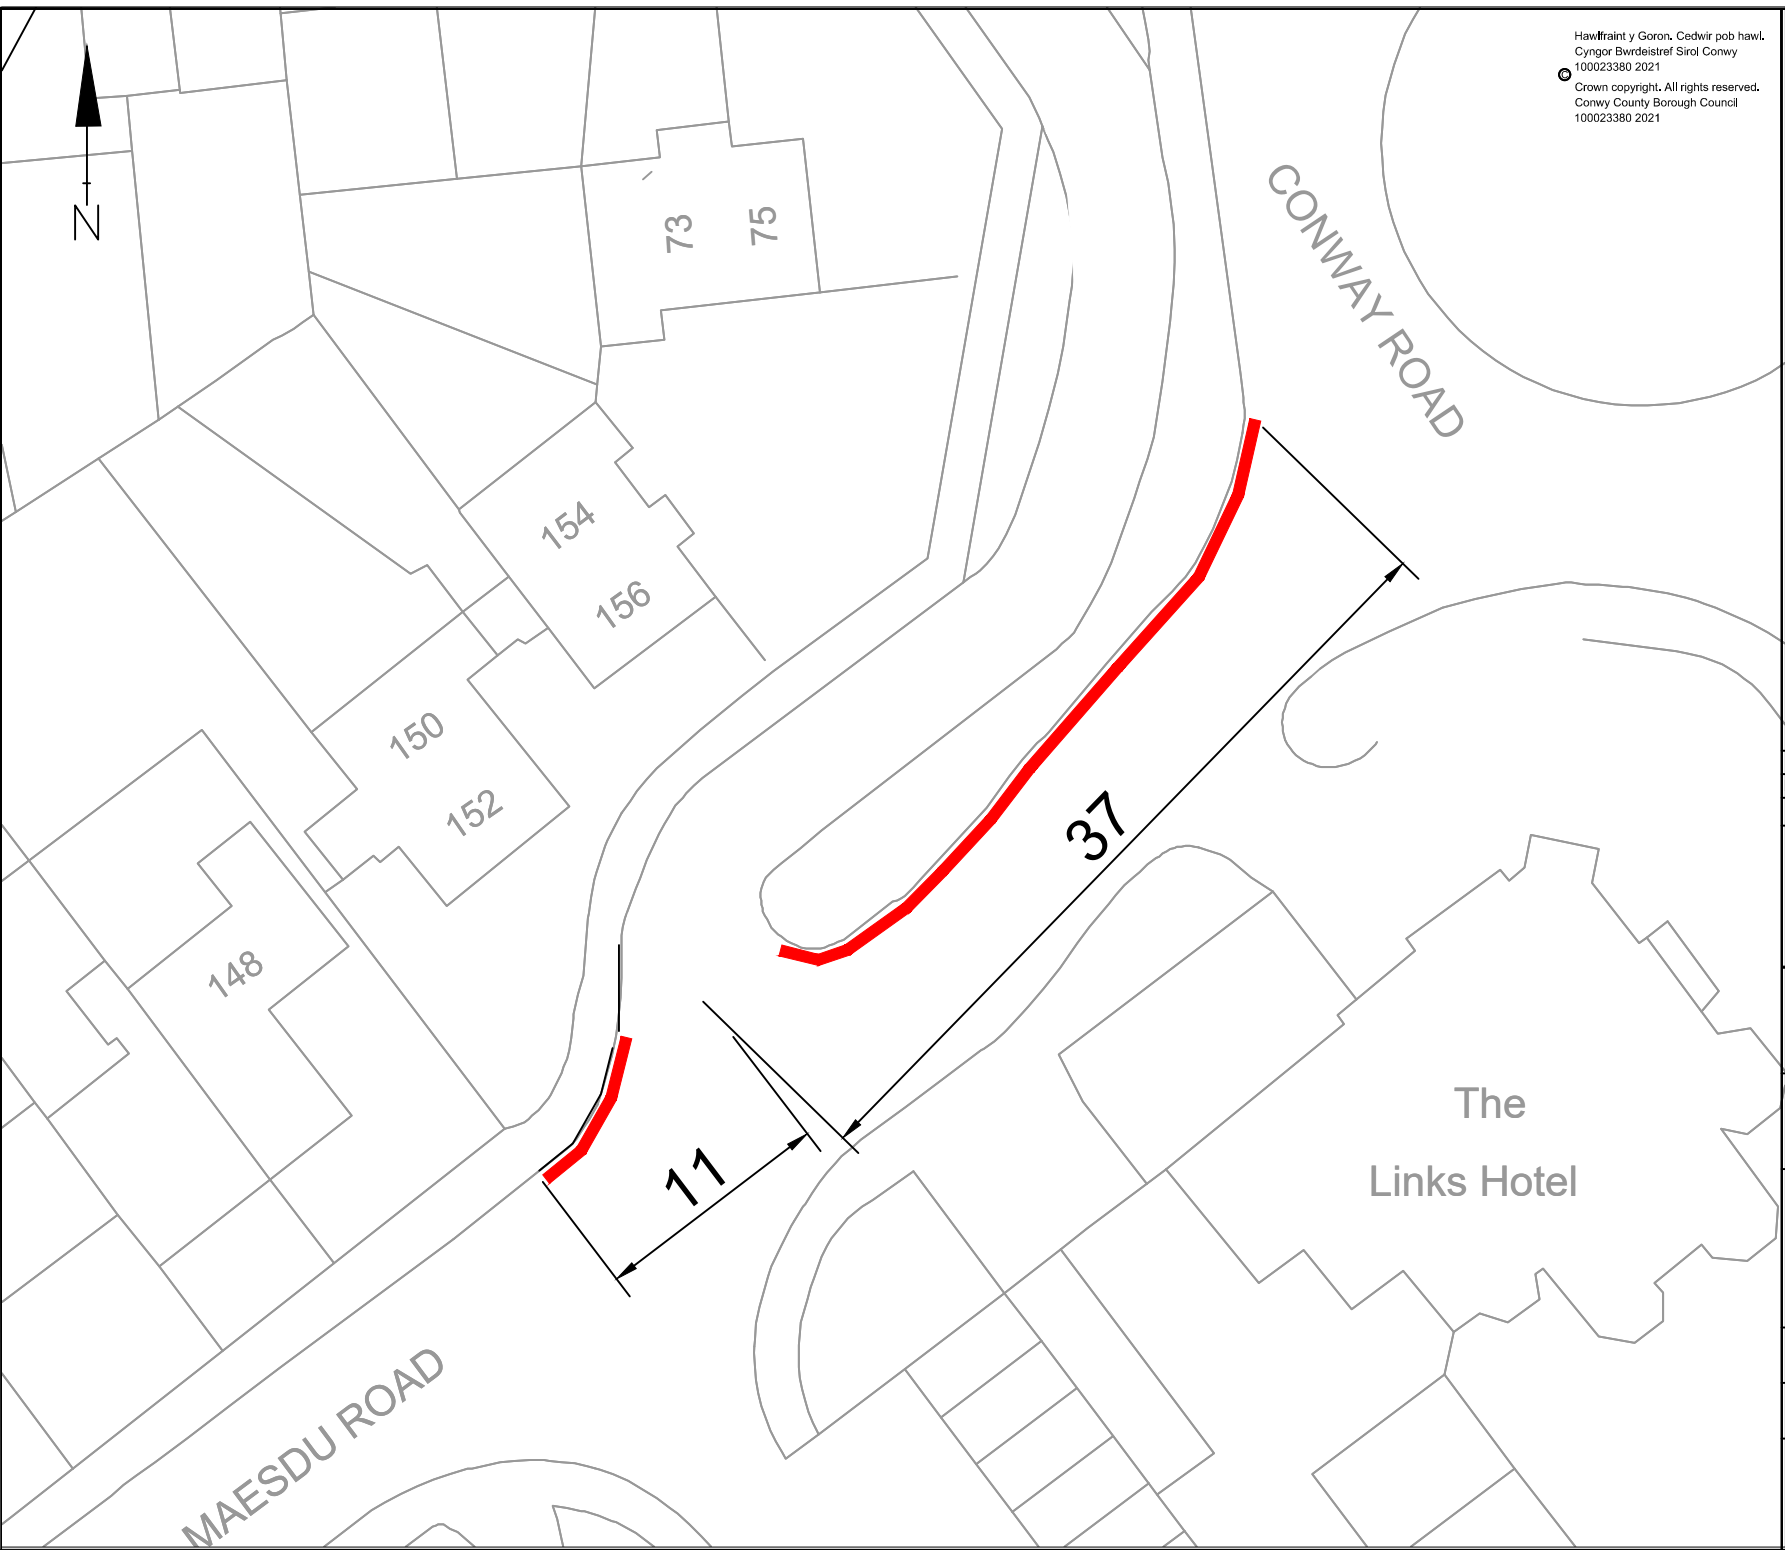 Hawlfraint y Goron. Cedwir pob hawl.
Cyngor Bwrdeistref Sirol Conwy
100023380 2021
©
Crown copyright. All rights reserved.
Conwy County Borough Council
100023380 2021
N
73
75
CONWAY ROAD
154
156
150
152
148
37
11
The
Links Hotel
MAESDU ROAD